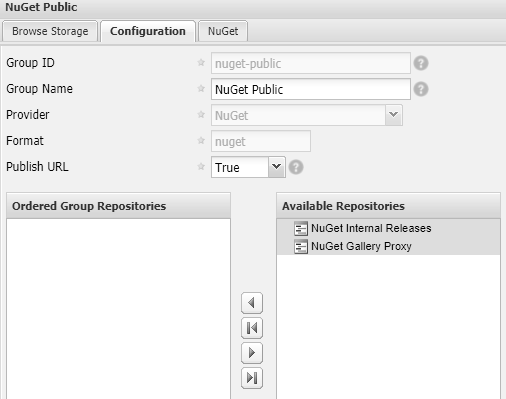 NuGet Public
Browse Storage Configuration NuGet
Group ID nuget-public
Group Name NuGet Public
Provider NuGet
Format nuget
Publish URL True
Ordered Group Repositories Available Repositories
NuGet Internal Releases
NuGet Gallery Proxy